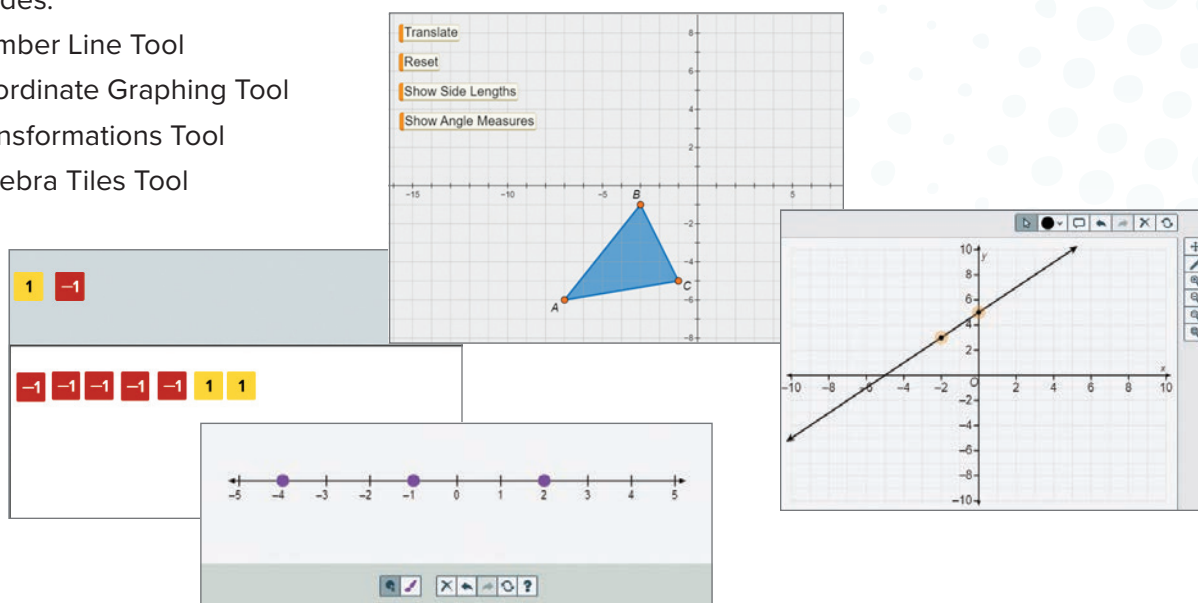 des:
mber Line Tool
ordinate Graphing Tool
nsformations Tool
ebra Tiles Tool
Translate
Reset
Show Side Lengths
Show Angle Measures
8
6
4
2
-15 -10 -5 5
B
-2
-4
C
-6
A
-8
1 -1
-1 -1 -1 -1 -1 1 1
-5 -4 -3 -2 -1 0 1 2 3 4 5
?
10 y
8
6
4
2
x
-10 -8 -6 -4 -2 O 2 4 6 8 10
-2
-4
-6
-8
-10